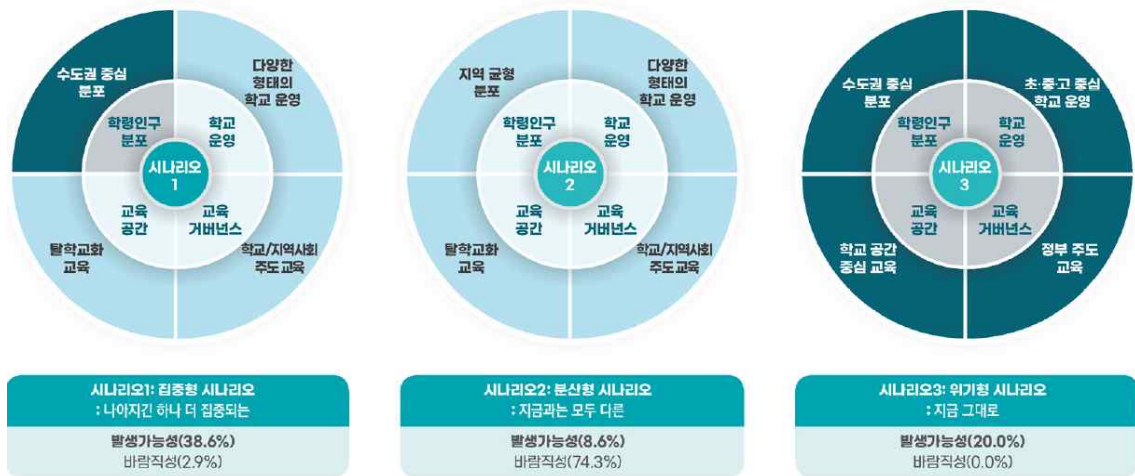 수도권 중심
분포
다양한
형태의
학교 운영
학령인구
분포
학교
운영
시나리오
1
교육
공간
교육
거버넌스
탈학교화
교육
학교/지역사회
주도 교육
시나리오1: 집중형 시나리오
: 나아지긴 하나 더 집중되는
발생가능성(38.6%)
바람직성(2.9%)
지역 균형
분포
다양한
형태의
학교 운영
학령인구
분포
학교
운영
시나리오
2
교육
공간
교육
거버넌스
탈학교화
교육
학교/지역사회
주도 교육
시나리오2: 분산형 시나리오
: 지금과는 모두 다른
발생가능성(8.6%)
바람직성(74.3%)
수도권 중심
분포
초·중·고 중심
학교 운영
학령인구
분포
학교
운영
시나리오
3
교육
공간
교육
거버넌스
학교 공간
중심 교육
정부 주도
교육
시나리오3: 위기형 시나리오
: 지금 그대로
발생가능성(20.0%)
바람직성(0.0%)